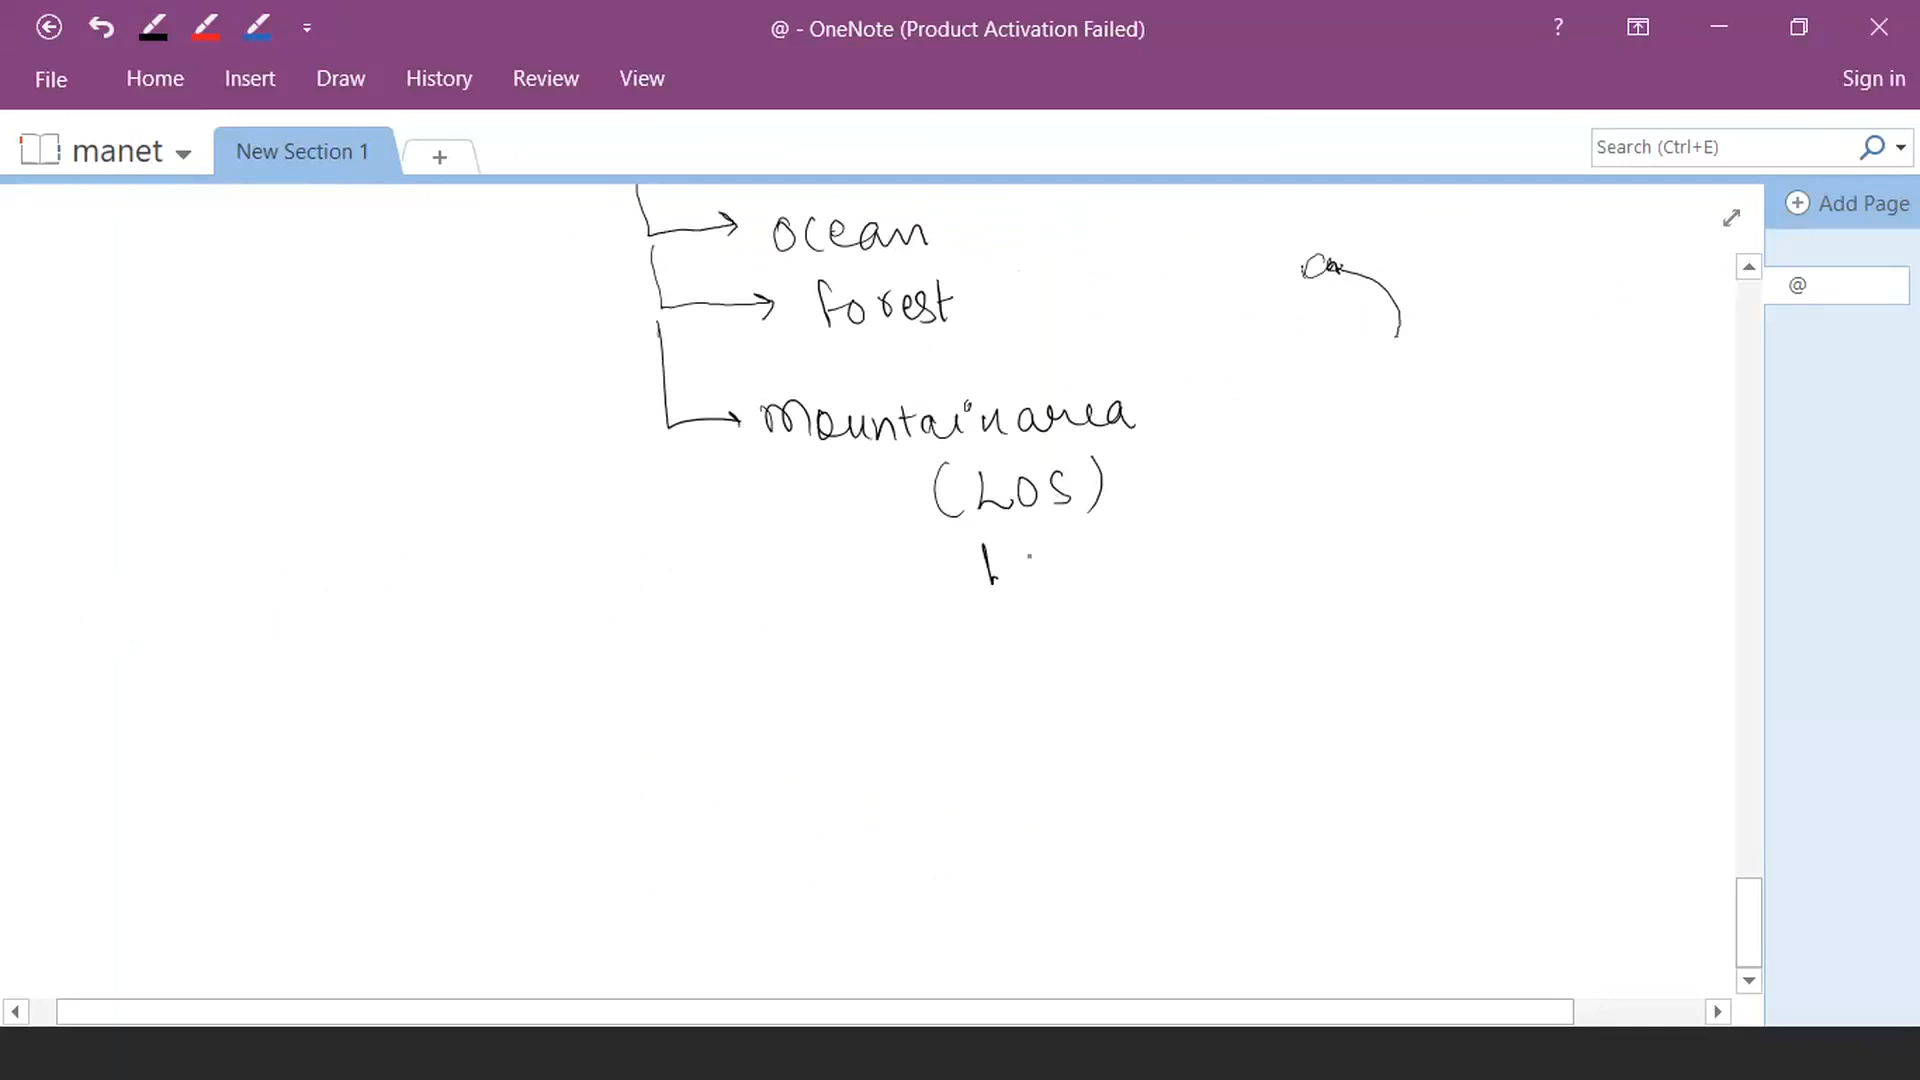 @ - OneNote (Product Activation Failed)
?
File Home Insert Draw History Review View Sign in
manet New Section 1 + Search (Ctrl+E)
Add Page
@
ocean
forest
Mountain area
(LOS)